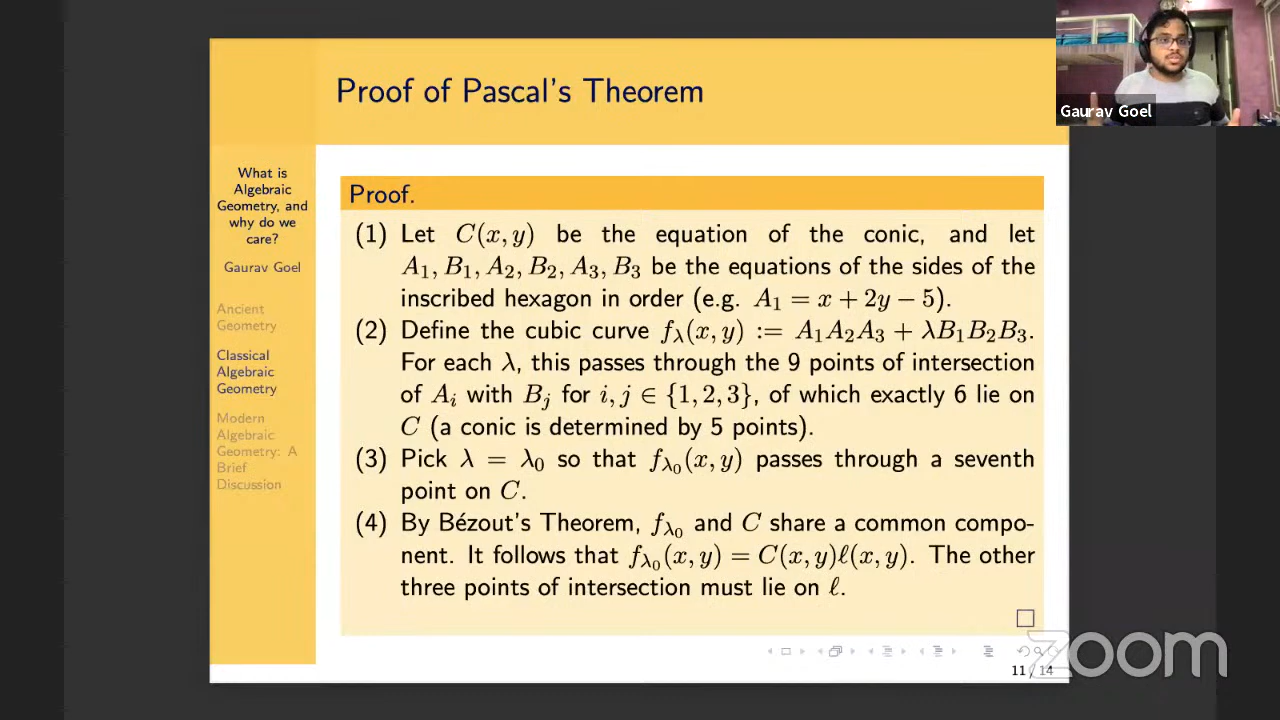 Proof of Pascal's Theorem
Gaurav Goel
What is
Algebraic
Geometry, and
why do we
care?
Gaurav Goel
Ancient
Geometry
Classical
Algebraic
Geometry
Modern
Algebraic
Geometry: A
Brief
Discussion
Proof.
(1) Let C(x, y) be the equation of the conic, and let
A₁, B₁, A₂, B₂, A₃, B₃ be the equations of the sides of the
inscribed hexagon in order (e.g. A₁ = x + 2y − 5).
(2) Define the cubic curve f_λ(x, y) := A₁A₂A₃ + λB₁B₂B₃.
For each λ, this passes through the 9 points of intersection
of A_i with B_j for i, j ∈ {1, 2, 3}, of which exactly 6 lie on
C (a conic is determined by 5 points).
(3) Pick λ = λ₀ so that f_λ₀(x, y) passes through a seventh
point on C.
(4) By Bézout's Theorem, f_λ₀ and C share a common compo-
nent. It follows that f_λ₀(x, y) = C(x, y)ℓ(x, y). The other
three points of intersection must lie on ℓ.
□
zoom
11 / 14